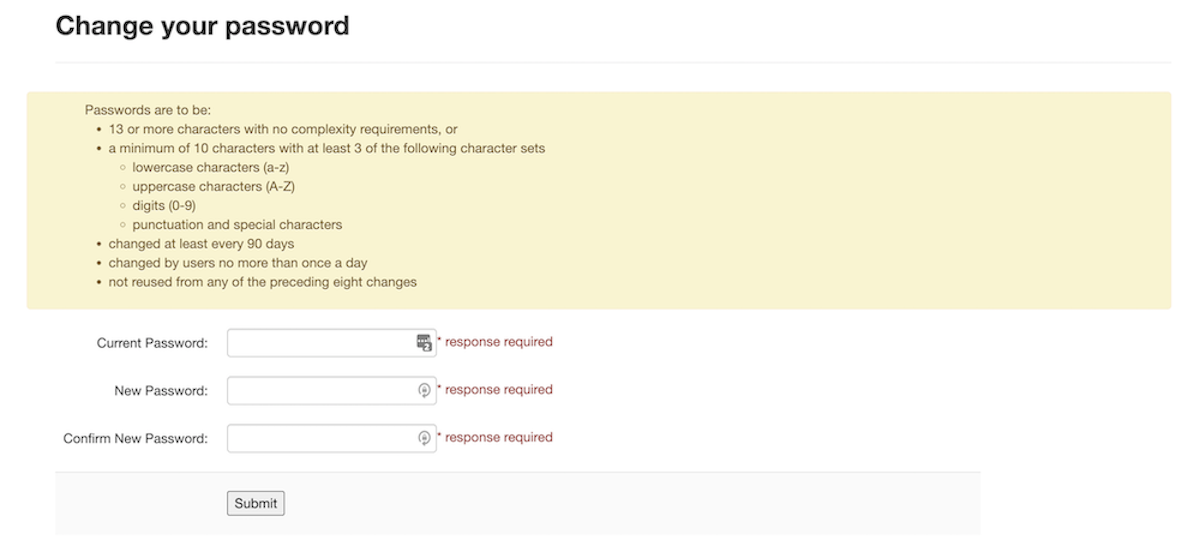 Change your password
Passwords are to be:
• 13 or more characters with no complexity requirements, or
• a minimum of 10 characters with at least 3 of the following character sets
◦ lowercase characters (a-z)
◦ uppercase characters (A-Z)
◦ digits (0-9)
◦ punctuation and special characters
• changed at least every 90 days
• changed by users no more than once a day
• not reused from any of the preceding eight changes
Current Password: * response required
New Password: * response required
Confirm New Password: * response required
Submit